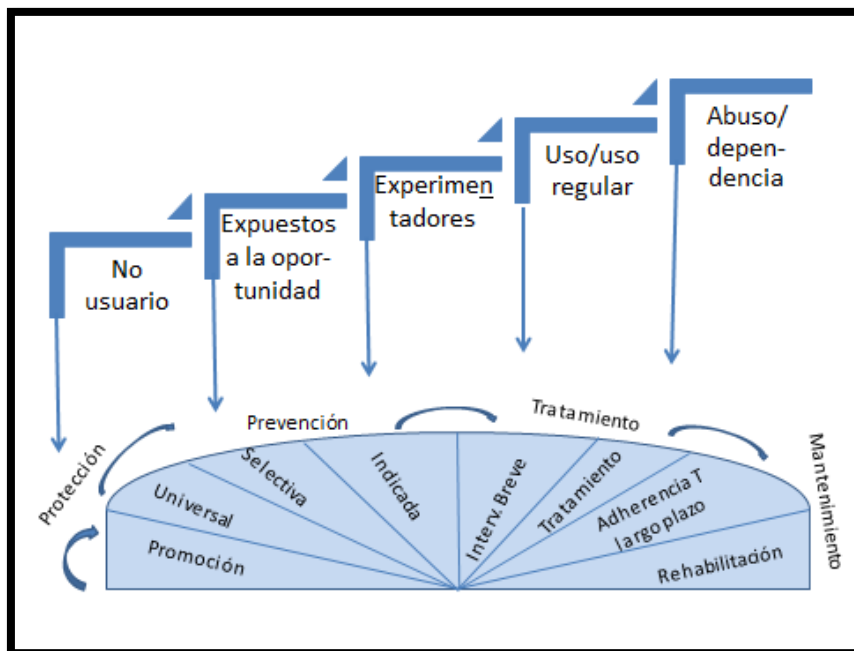 No
usuario
Expuestos
a la opor-
tunidad
Experimen
tadores
Uso/uso
regular
Abuso/
depen-
dencia
Protección
Prevención
Tratamiento
Mantenimiento
Promoción
Universal
Selectiva
Indicada
Interv. Breve
Tratamiento
Adherencia T
largo plazo
Rehabilitación